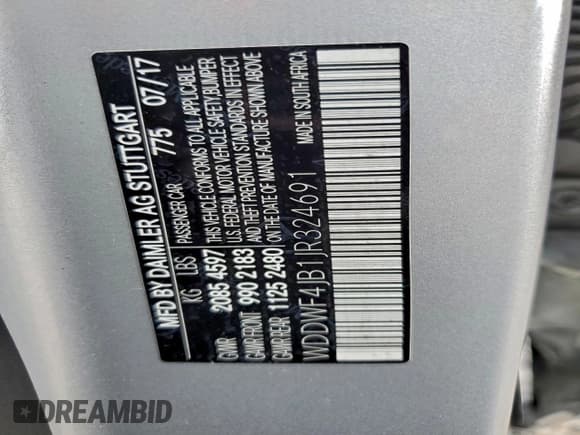 MFD BY DAIMLER AG STUTTGART
KG LBS PASSENGER CAR 775 07/17
GVWR 2085 4597 THIS VEHICLE CONFORMS TO ALL APPLICABLE
U.S. FEDERAL MOTOR VEHICLE SAFETY, BUMPER
GAWR FRONT 990 2183 AND THEFT PREVENTION STANDARDS IN EFFECT
GAWR REAR 1125 2480 ON THE DATE OF MANUFACTURE SHOWN ABOVE
WDDWF4JB1JR324691 MADE IN SOUTH AFRICA
DREAMBID